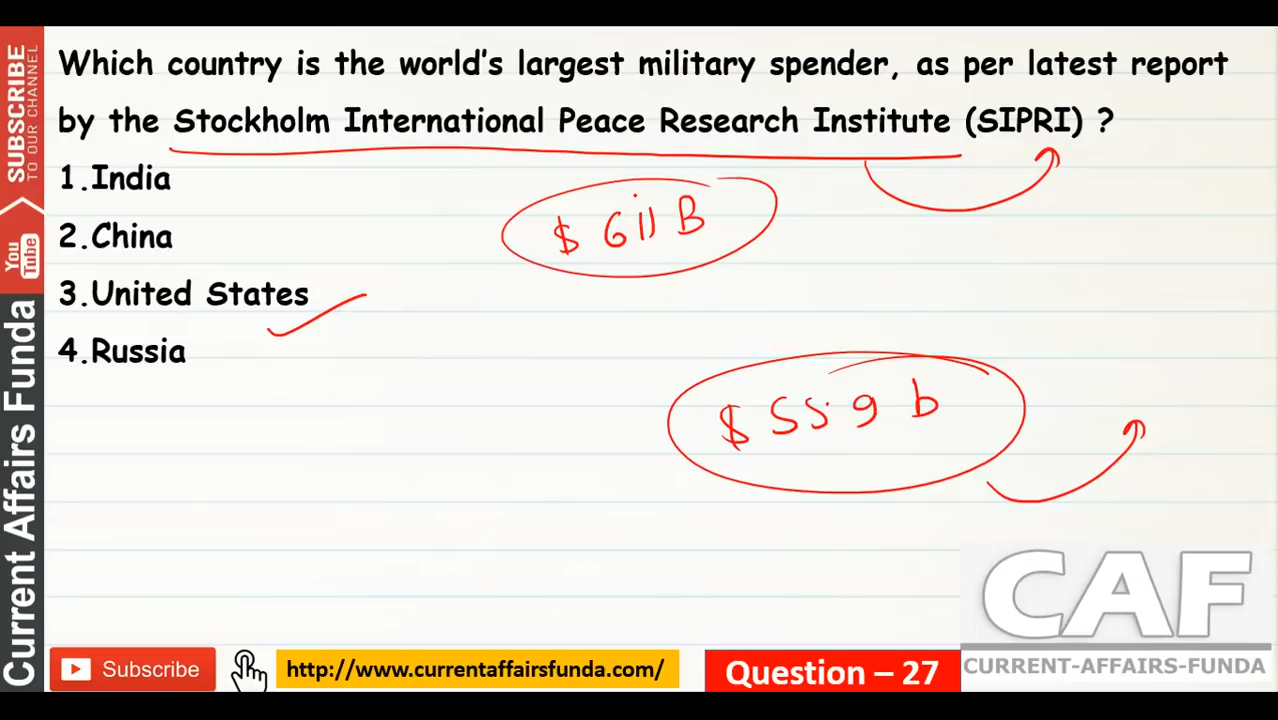 Which country is the world's largest military spender, as per latest report
by the Stockholm International Peace Research Institute (SIPRI) ?
1.India
2.China
3.United States
4.Russia
$ 611 B
$ 55.9 b
SUBSCRIBE
TO OUR CHANNEL
You
Tube
Current Affairs Funda
CAF
CURRENT-AFFAIRS-FUNDA
Subscribe
http://www.currentaffairsfunda.com/
Question – 27